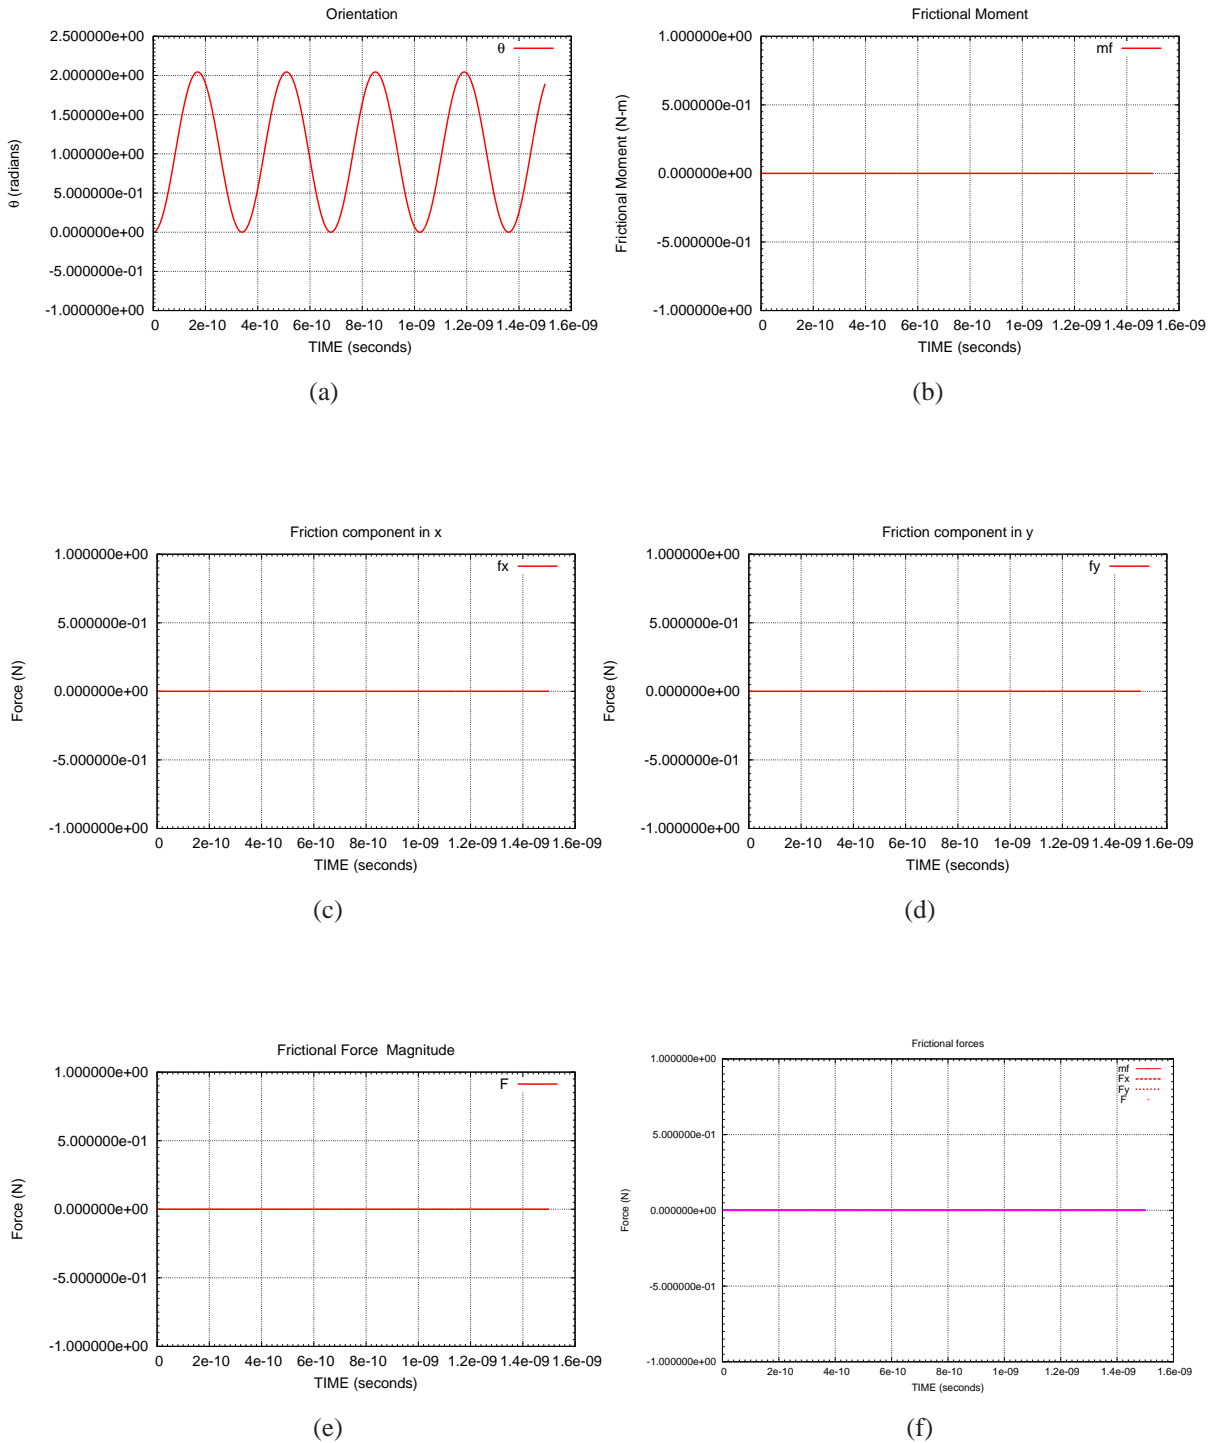 Orientation
2.500000e+00
2.000000e+00
1.500000e+00
1.000000e+00
5.000000e-01
0.000000e+00
-5.000000e-01
-1.000000e+00
θ (radians)
θ
0 2e-10 4e-10 6e-10 8e-10 1e-09 1.2e-09 1.4e-09 1.6e-09
TIME (seconds)
(a)
Frictional Moment
1.000000e+00
5.000000e-01
0.000000e+00
-5.000000e-01
-1.000000e+00
Frictional Moment (N-m)
mf
0 2e-10 4e-10 6e-10 8e-10 1e-09 1.2e-09 1.4e-09 1.6e-09
TIME (seconds)
(b)
Friction component in x
1.000000e+00
5.000000e-01
0.000000e+00
-5.000000e-01
-1.000000e+00
Force (N)
fx
0 2e-10 4e-10 6e-10 8e-10 1e-09 1.2e-09 1.4e-09 1.6e-09
TIME (seconds)
(c)
Friction component in y
1.000000e+00
5.000000e-01
0.000000e+00
-5.000000e-01
-1.000000e+00
Force (N)
fy
0 2e-10 4e-10 6e-10 8e-10 1e-09 1.2e-09 1.4e-09 1.6e-09
TIME (seconds)
(d)
Frictional Force Magnitude
1.000000e+00
5.000000e-01
0.000000e+00
-5.000000e-01
-1.000000e+00
Force (N)
F
0 2e-10 4e-10 6e-10 8e-10 1e-09 1.2e-09 1.4e-09 1.6e-09
TIME (seconds)
(e)
Frictional forces
1.000000e+00
5.000000e-01
0.000000e+00
-5.000000e-01
-1.000000e+00
Force (N)
mf
Fx
Fy
F
0 2e-10 4e-10 6e-10 8e-10 1e-09 1.2e-09 1.4e-09 1.6e-09
TIME (seconds)
(f)